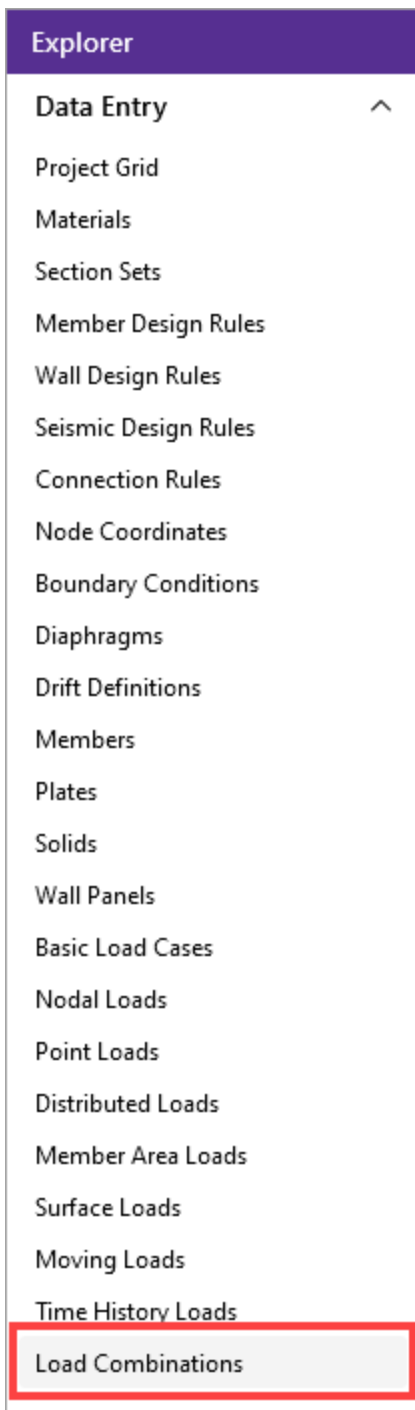 Explorer
Data Entry
Project Grid
Materials
Section Sets
Member Design Rules
Wall Design Rules
Seismic Design Rules
Connection Rules
Node Coordinates
Boundary Conditions
Diaphragms
Drift Definitions
Members
Plates
Solids
Wall Panels
Basic Load Cases
Nodal Loads
Point Loads
Distributed Loads
Member Area Loads
Surface Loads
Moving Loads
Time History Loads
Load Combinations